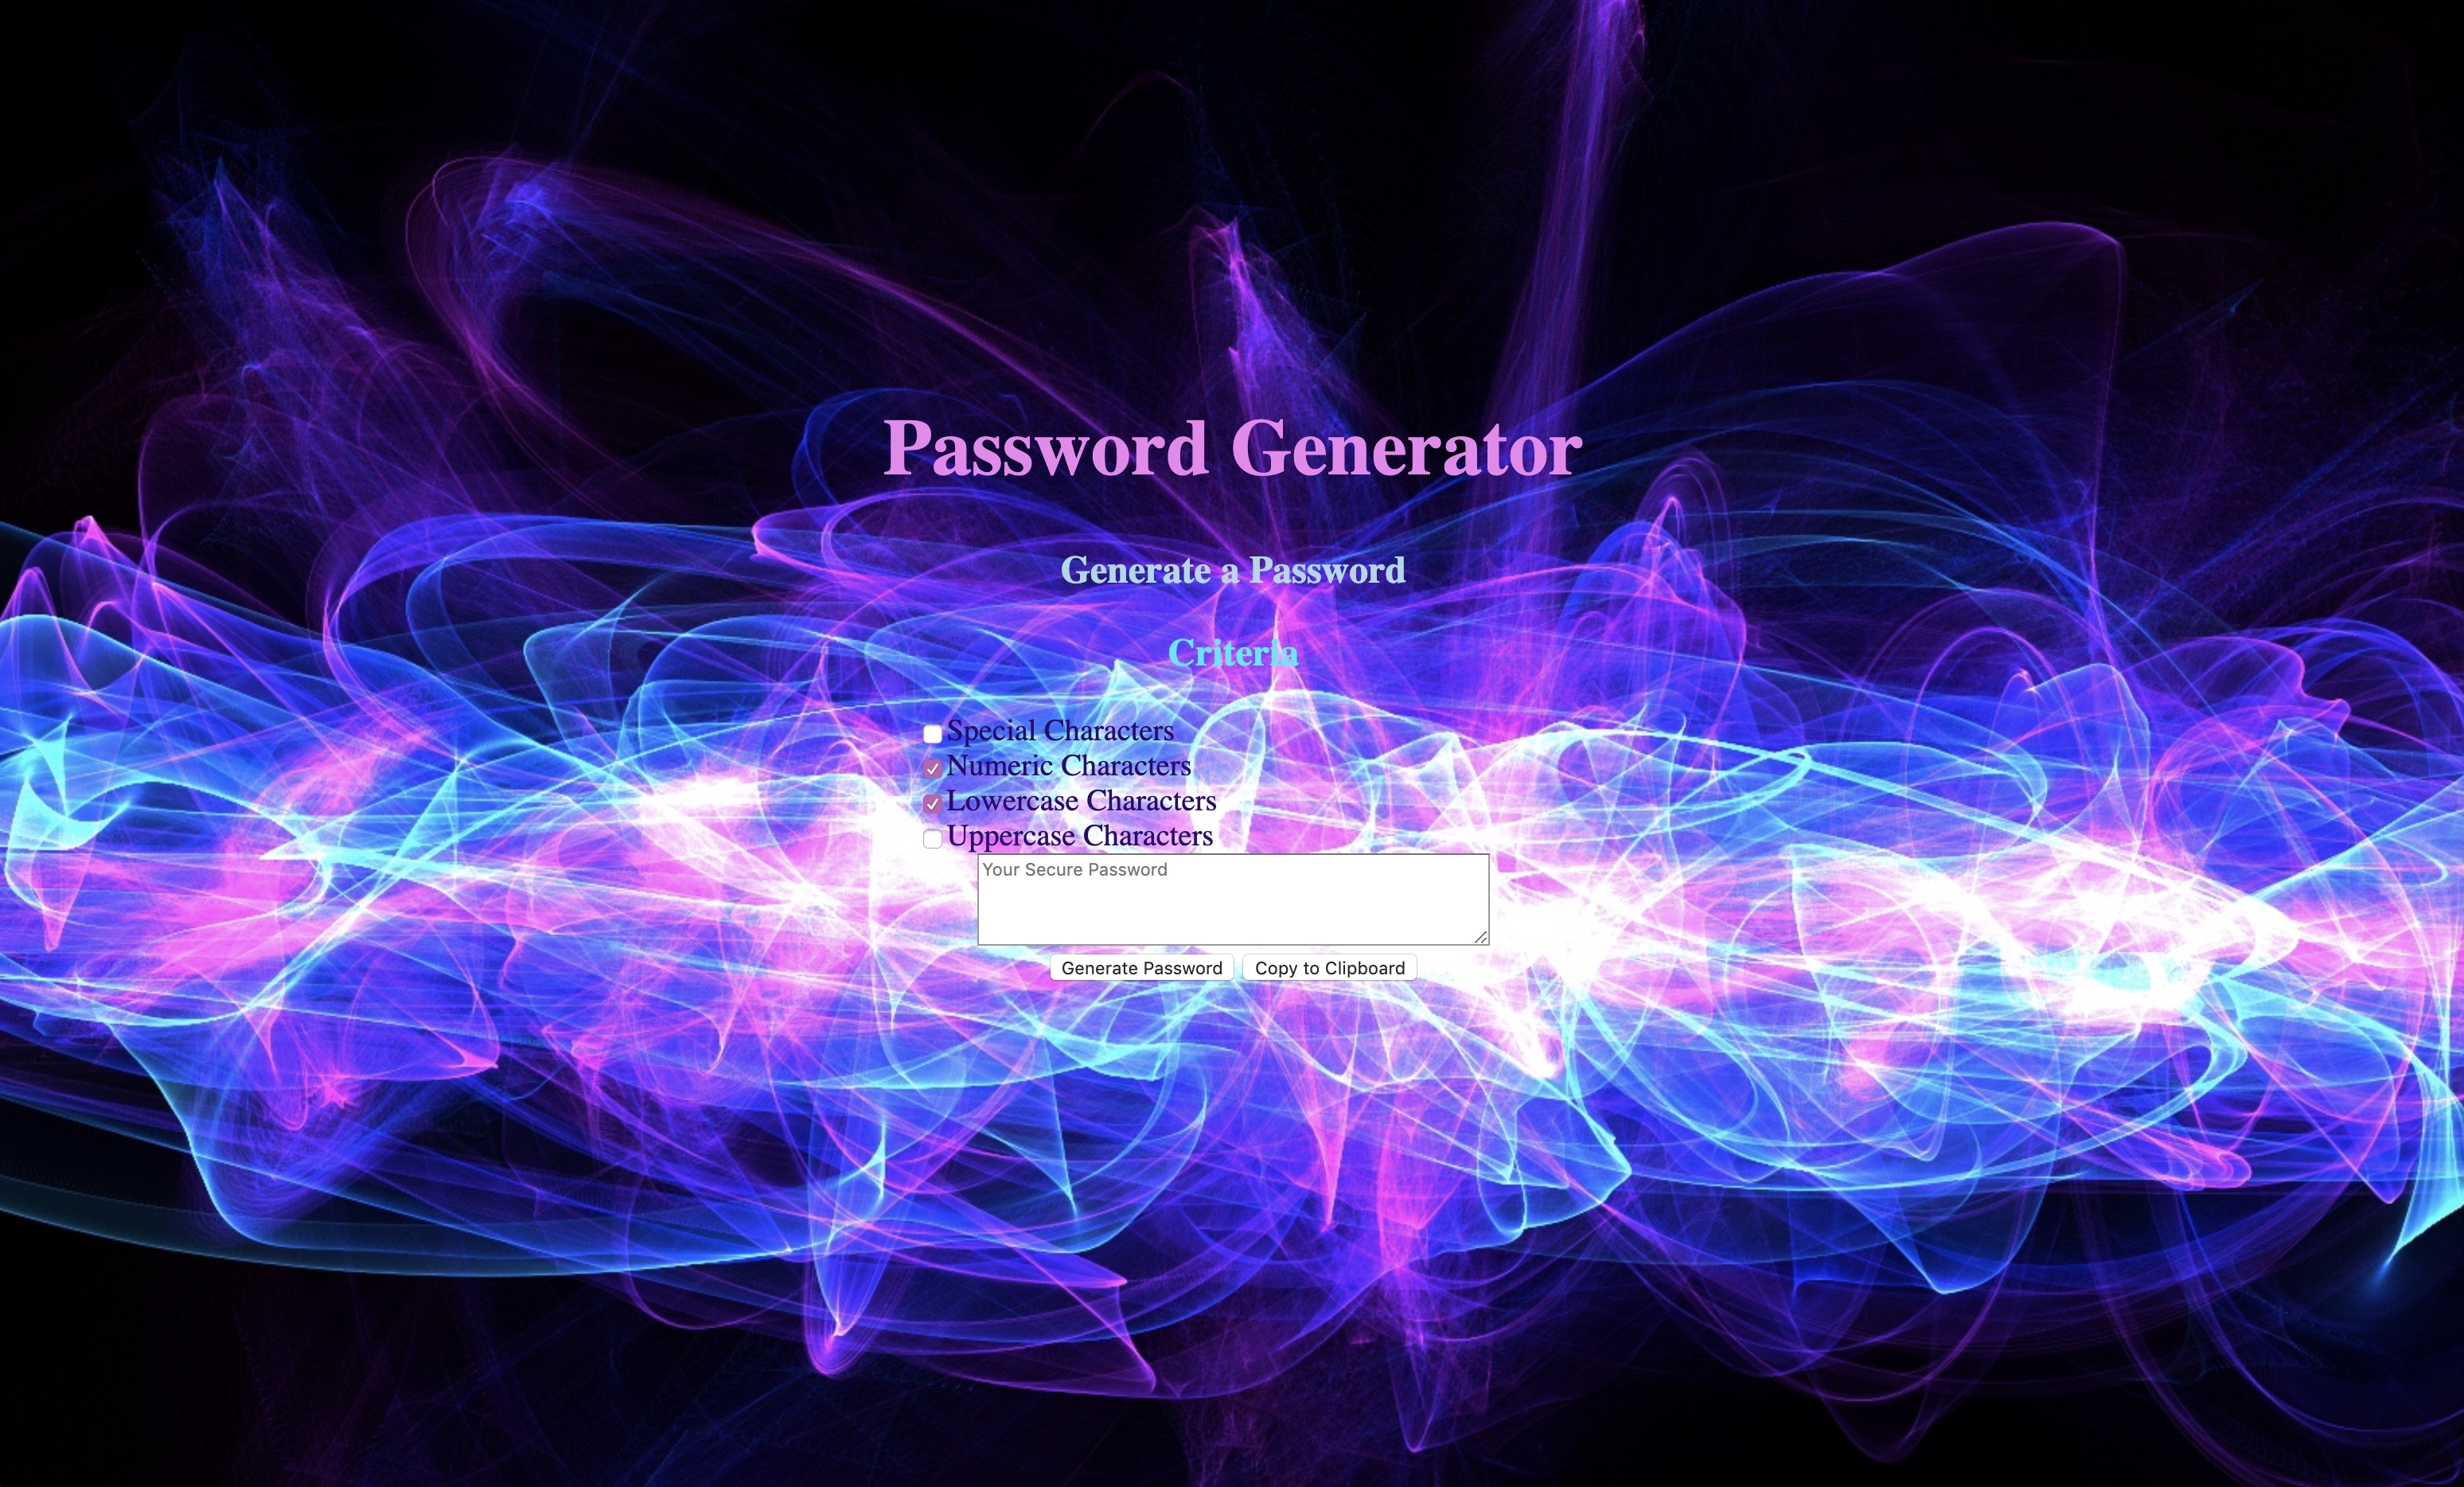 Password Generator
Generate a Password
Criteria
Special Characters
Numeric Characters
Lowercase Characters
Uppercase Characters
Your Secure Password
Generate Password Copy to Clipboard